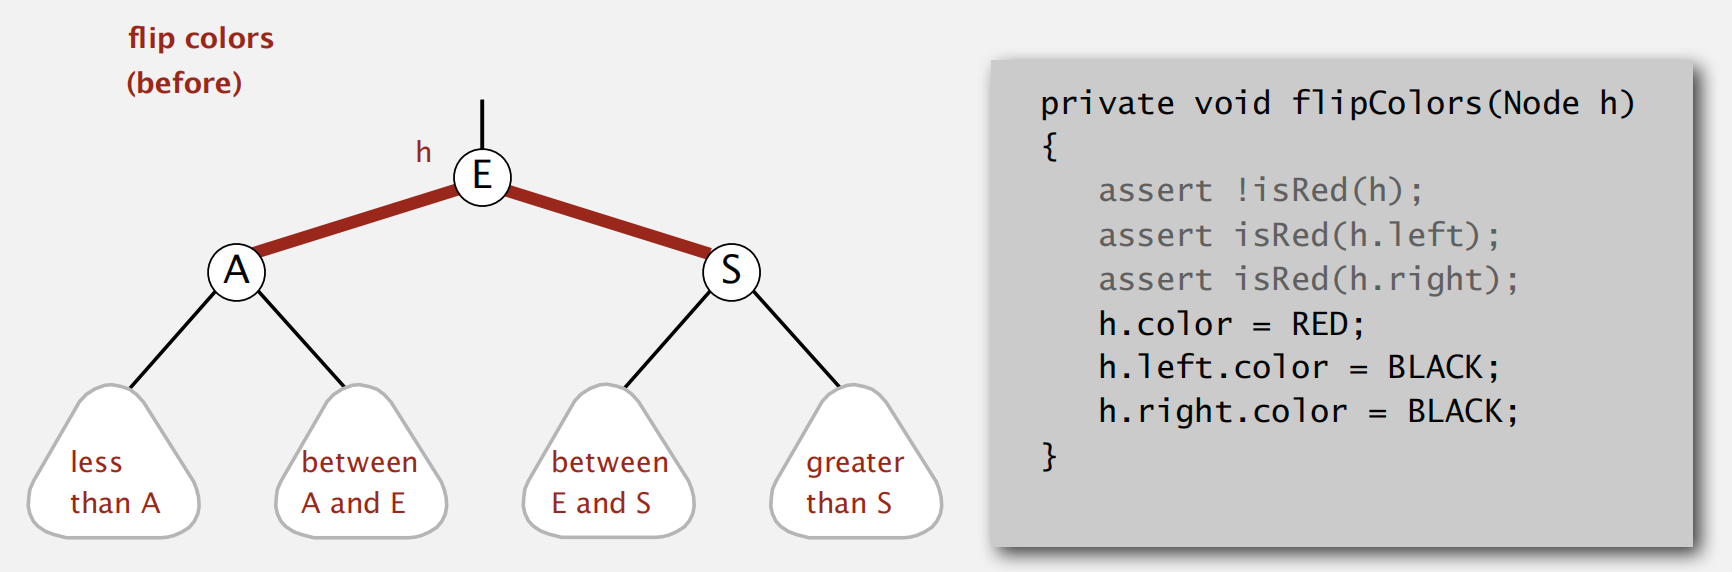 flip colors
(before)
h
E
A
S
less
than A
between
A and E
between
E and S
greater
than S
private void flipColors(Node h)
{
   assert !isRed(h);
   assert isRed(h.left);
   assert isRed(h.right);
   h.color = RED;
   h.left.color = BLACK;
   h.right.color = BLACK;
}